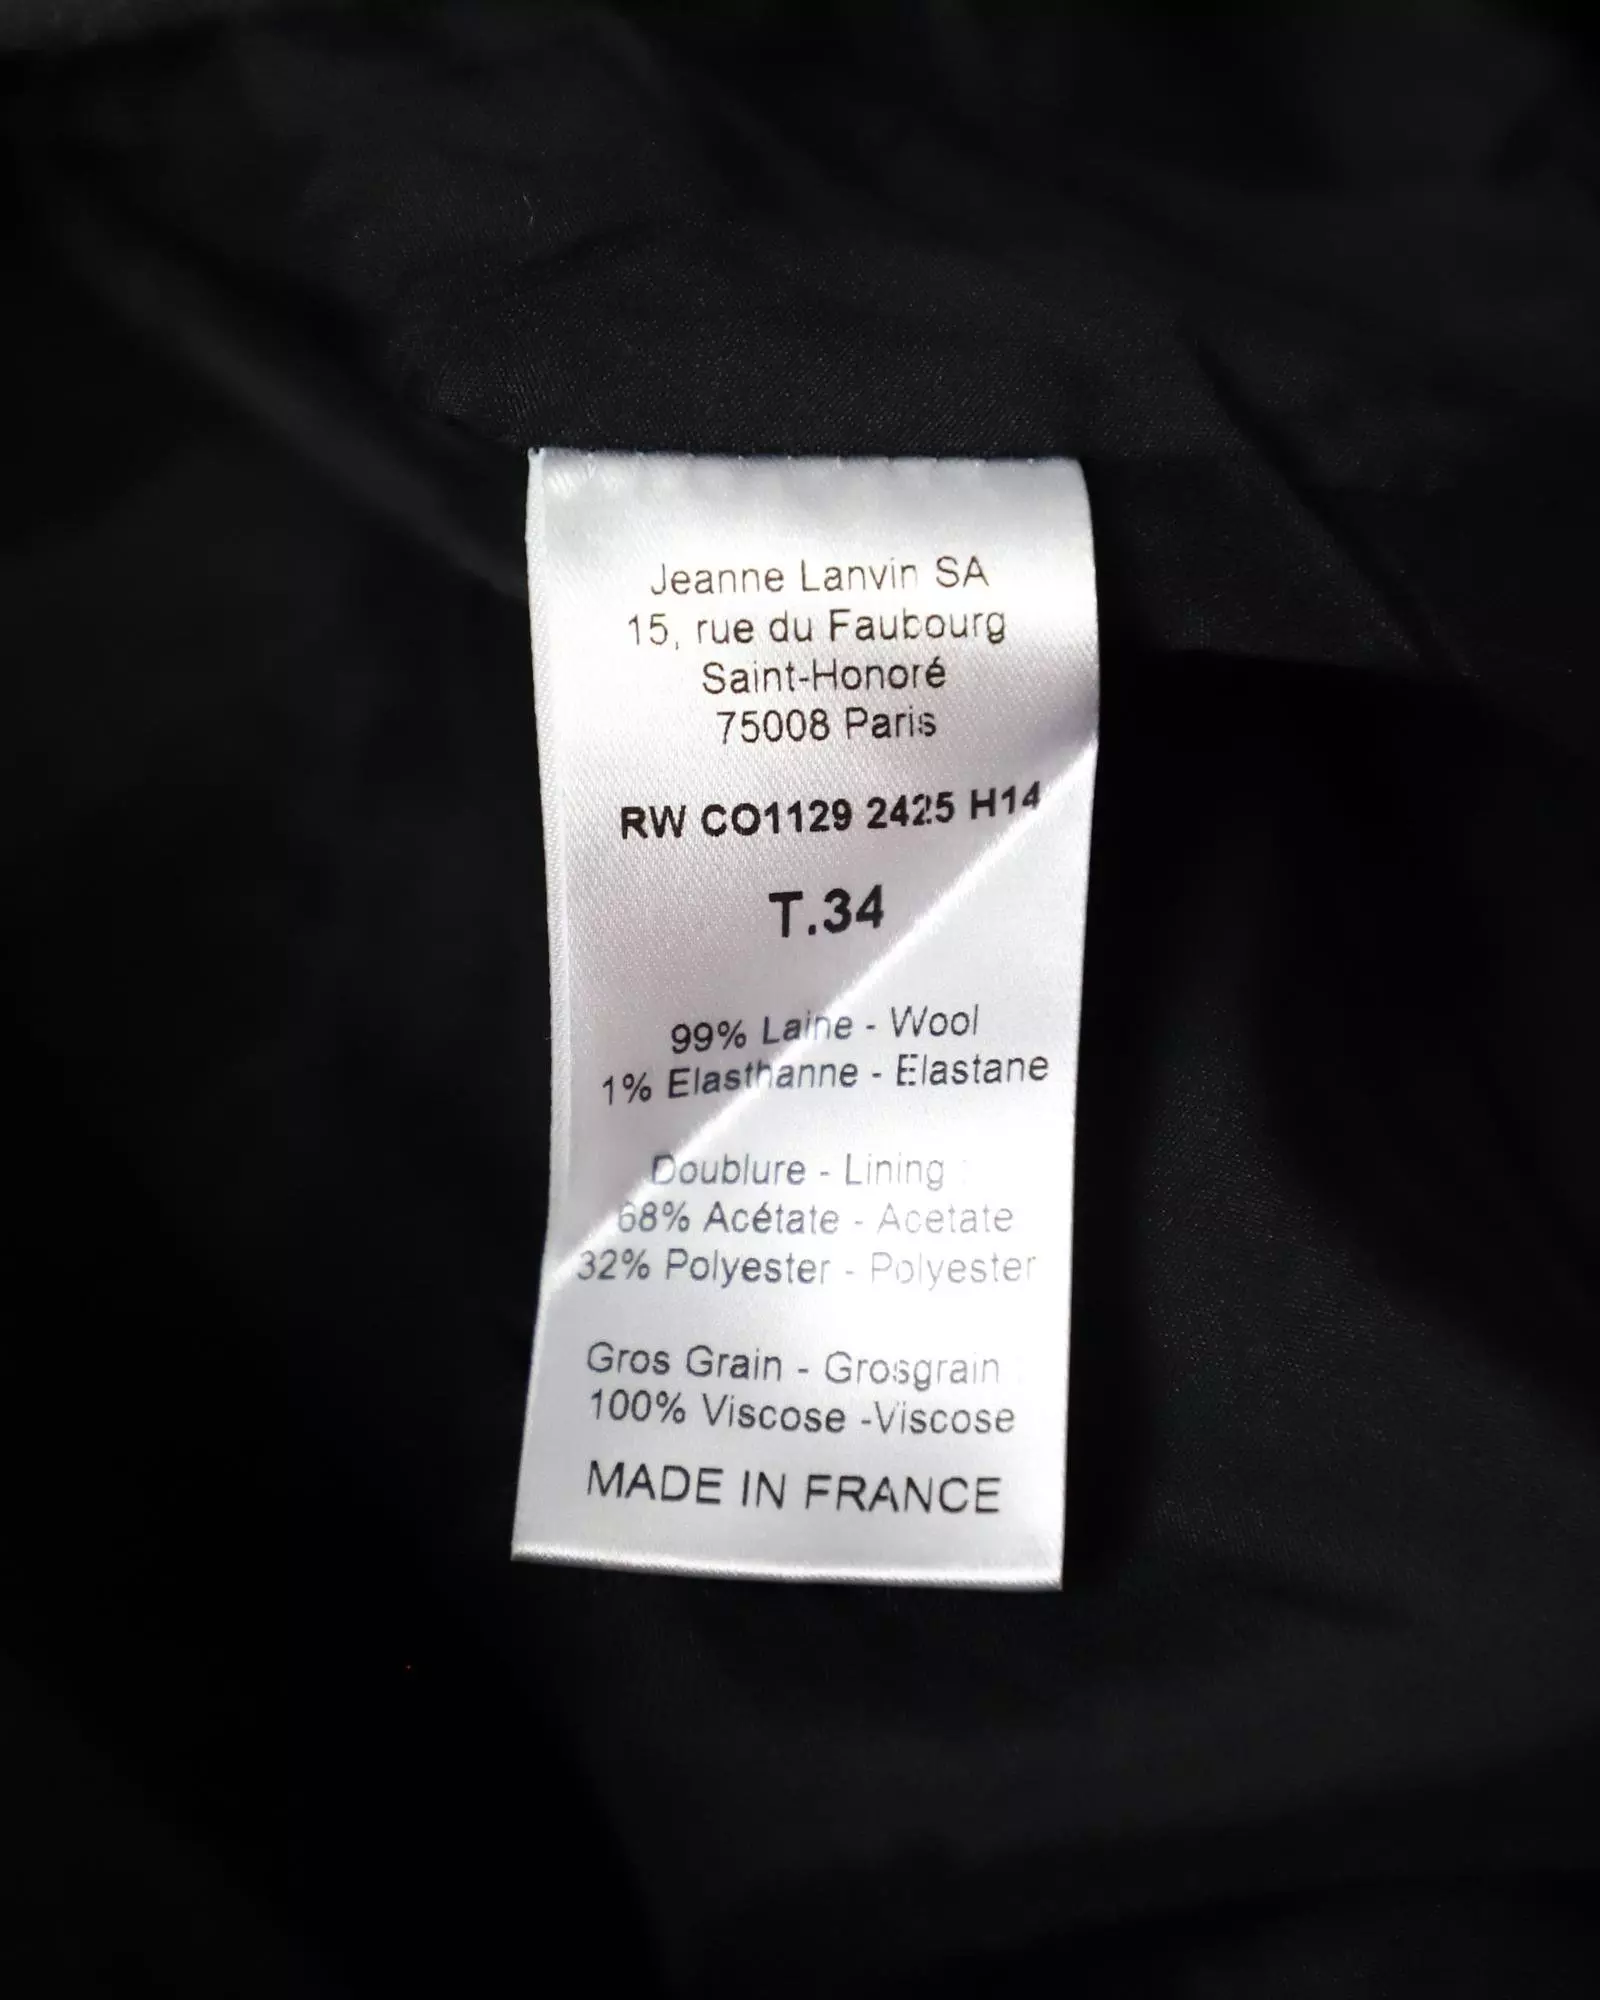 Jeanne Lanvin SA
15, rue du Faubourg
Saint-Honoré
75008 Paris
RW CO1129 2425 H14
T.34
99% Laine - Wool
1% Elasthanne - Elastane
Doublure - Lining :
68% Acétate - Acetate
32% Polyester - Polyester
Gros Grain - Grosgrain :
100% Viscose -Viscose
MADE IN FRANCE